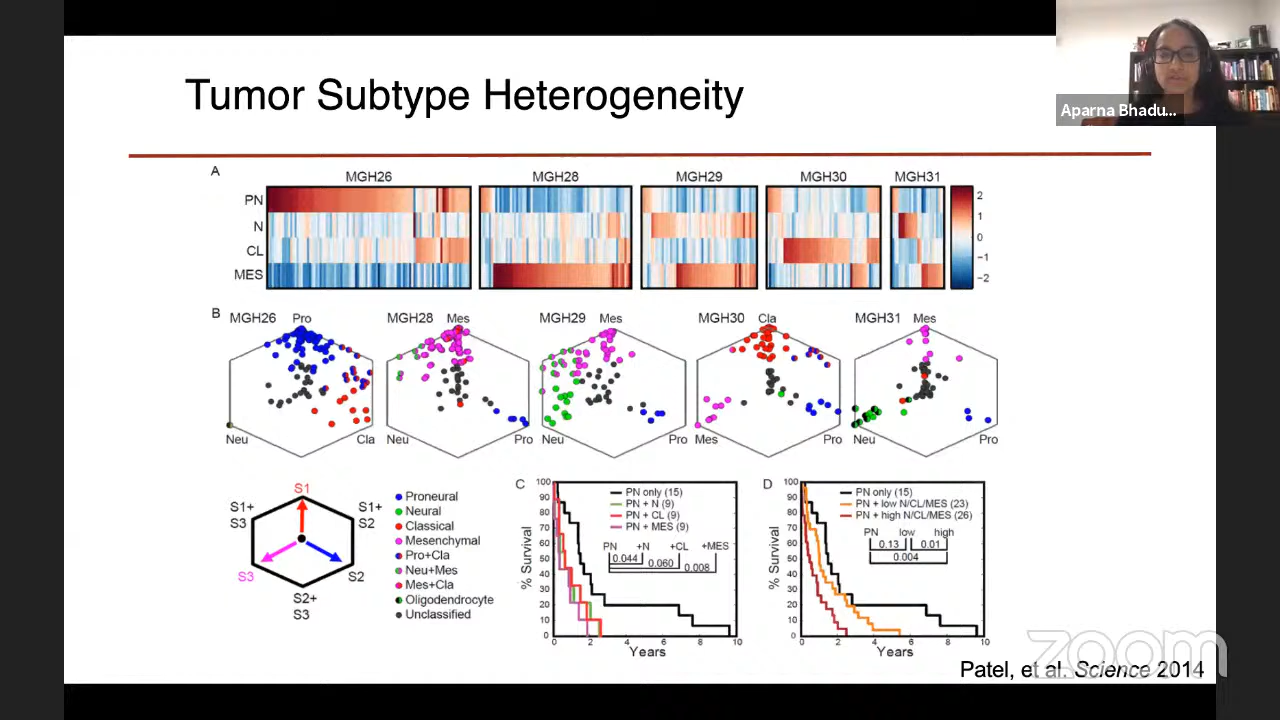 Tumor Subtype Heterogeneity
Aparna Bhadu...
A
MGH26 MGH28 MGH29 MGH30 MGH31
PN
N
CL
MES
2
1
0
−1
−2
B
MGH26 Pro MGH28 Mes MGH29 Mes MGH30 Cla MGH31 Mes
Neu Cla Neu Pro Neu Pro Mes Pro Neu Pro
S1
S1+
S3
S1+
S2
S3
S2
S2+
S3
Proneural
Neural
Classical
Mesenchymal
Pro+Cla
Neu+Mes
Mes+Cla
Oligodendrocyte
Unclassified
C
100
90
80
70
60
50
40
30
20
10
0
% Survival
PN only (15)
PN + N (9)
PN + CL (9)
PN + MES (9)
PN +N +CL +MES
0.044
0.060
0.008
0 2 4 6 8 10
Years
D
100
90
80
70
60
50
40
30
20
10
0
% Survival
PN only (15)
PN + low N/CL/MES (23)
PN + high N/CL/MES (26)
PN low high
0.13 0.01
0.004
0 2 4 6 8 10
Years
zoom
Patel, et al. Science 2014